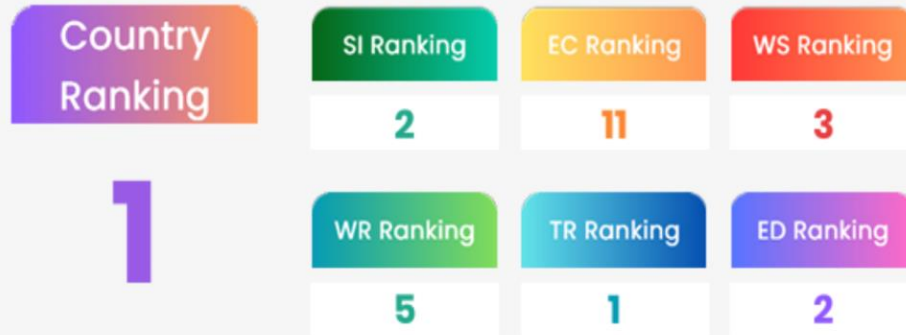 Country
Ranking
1
SI Ranking
2
EC Ranking
11
WS Ranking
3
WR Ranking
5
TR Ranking
1
ED Ranking
2